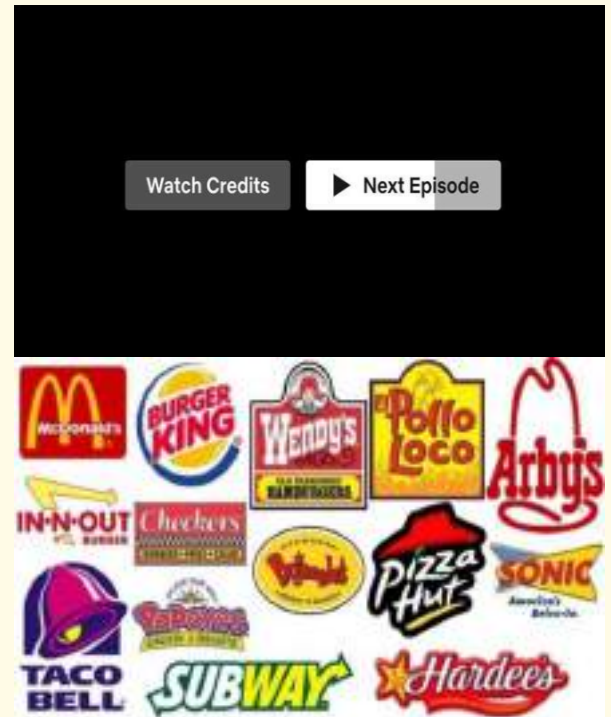 Watch Credits
Next Episode
McDonald's
BURGER
KING
WENDY'S
OLD FASHIONED
HAMBURGERS
El Pollo
Loco
Arby's
IN-N-OUT
BURGER
Checkers
Pizza
Hut
SONIC
America's
Drive-In.
TACO
BELL
POPEYES
SUBWAY
Hardee's